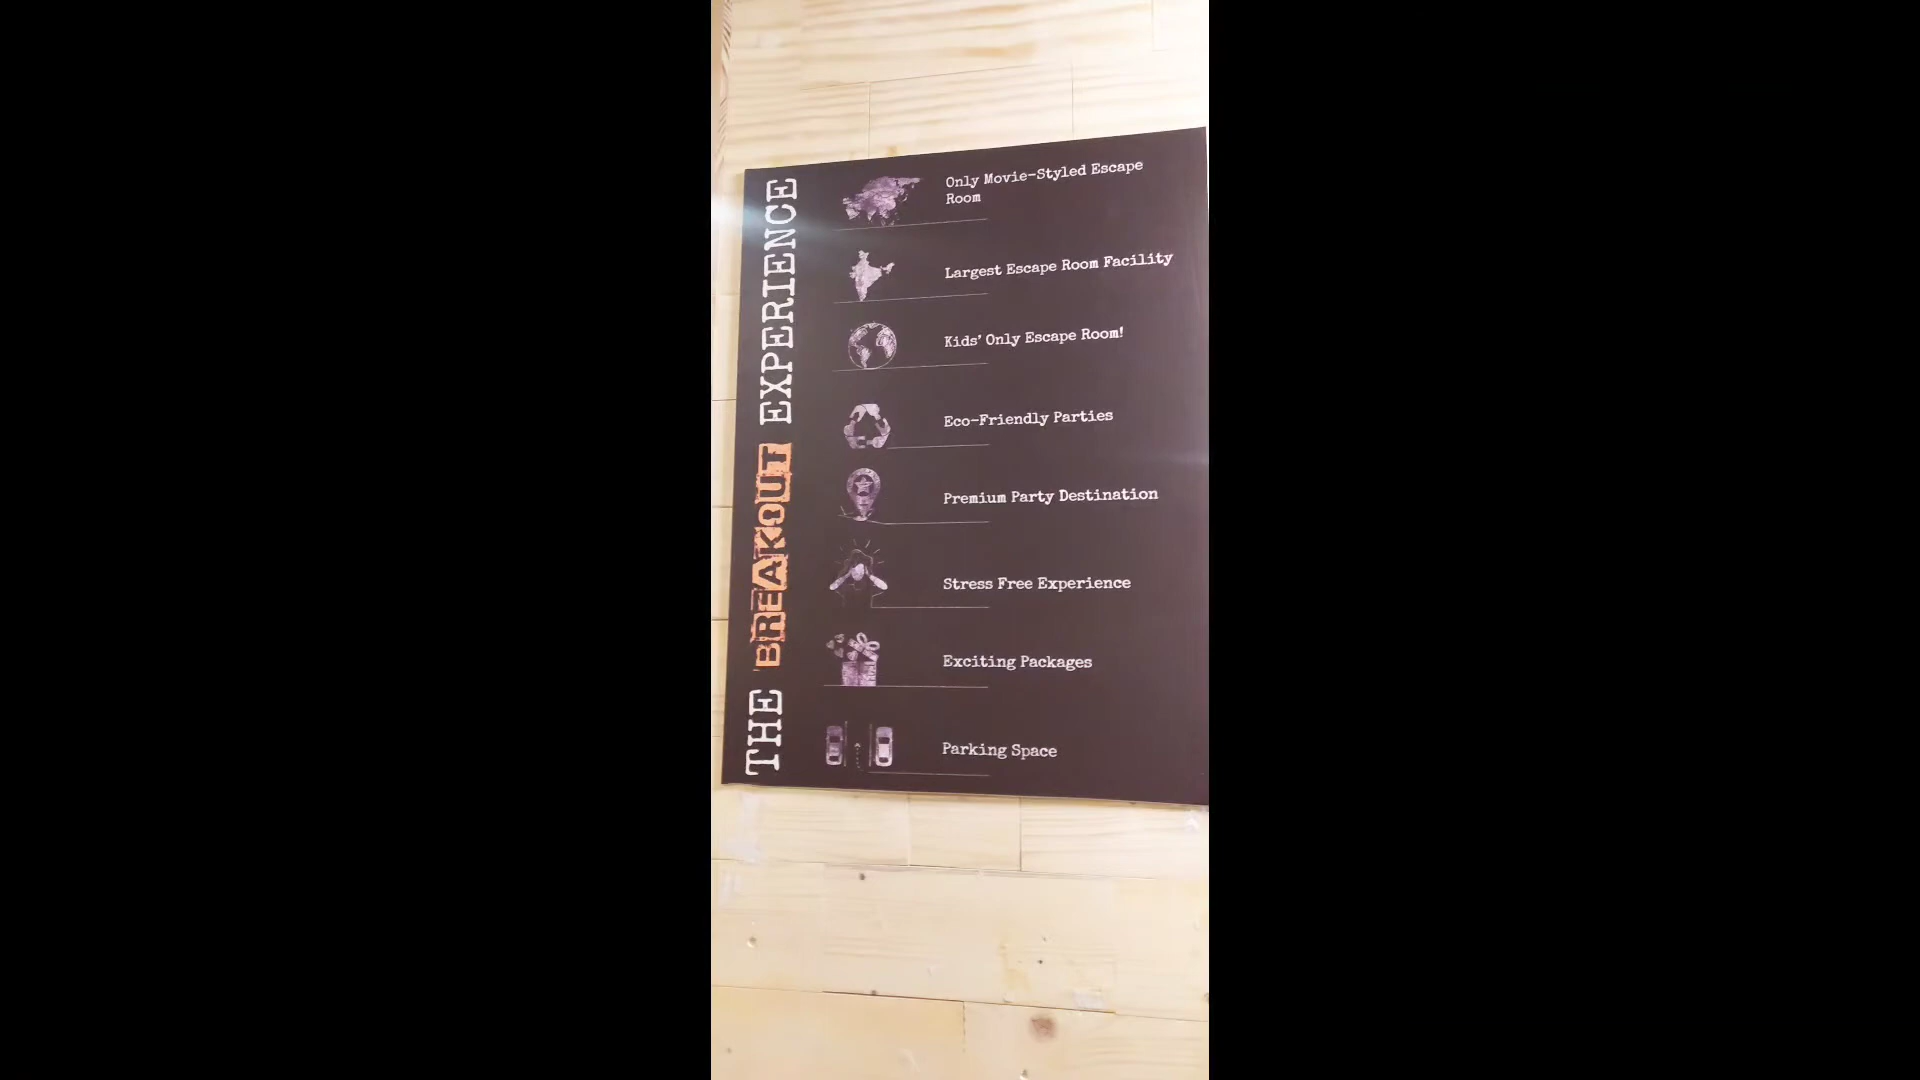 THE BREAKOUT EXPERIENCE
Only Movie-Styled Escape
Room
Largest Escape Room Facility
Kids' Only Escape Room!
Eco-Friendly Parties
Premium Party Destination
Stress Free Experience
Exciting Packages
Parking Space